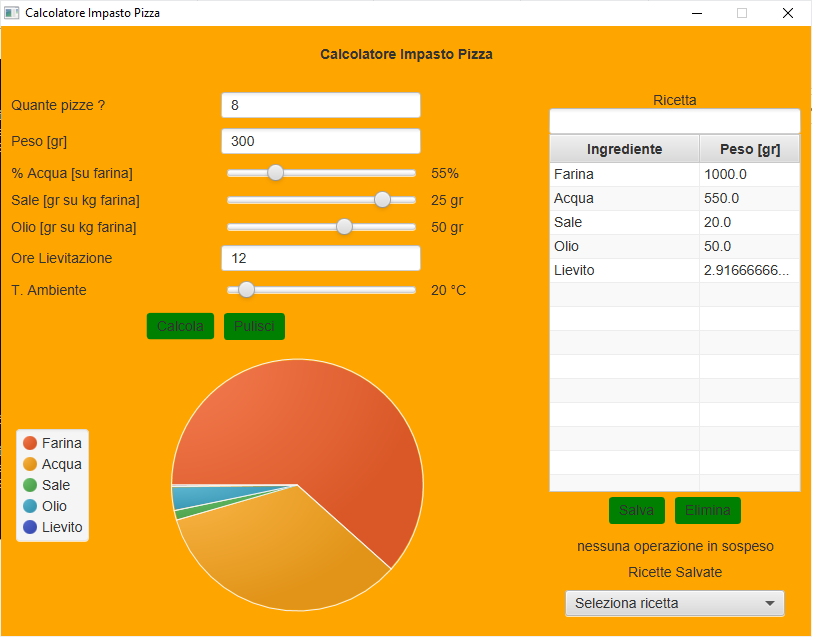 Calcolatore Impasto Pizza
Calcolatore Impasto Pizza
Quante pizze ? 8
Peso [gr] 300
% Acqua [su farina] 55%
Sale [gr su kg farina] 25 gr
Olio [gr su kg farina] 50 gr
Ore Lievitazione 12
T. Ambiente 20 °C
Calcola Pulisci
Farina
Acqua
Sale
Olio
Lievito
Ricetta
Ingrediente Peso [gr]
Farina 1000.0
Acqua 550.0
Sale 20.0
Olio 50.0
Lievito 2.91666666...
Salva Elimina
nessuna operazione in sospeso
Ricette Salvate
Seleziona ricetta